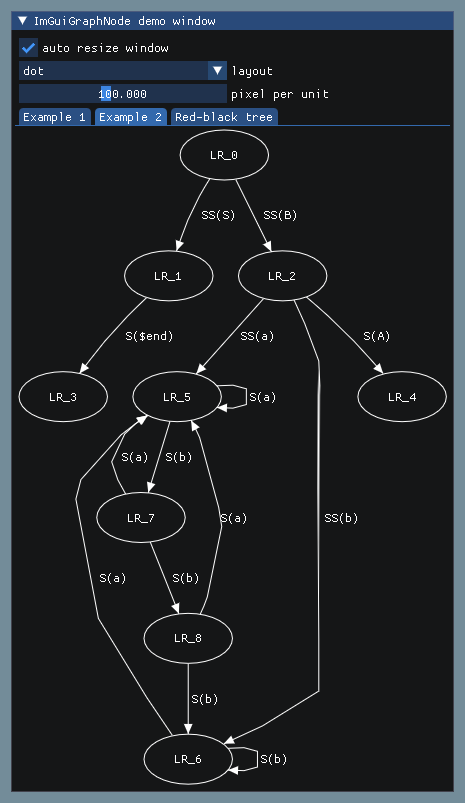 ImGuiGraphNode demo window
auto resize window
dot layout
100.000 pixel per unit
Example 1 Example 2 Red-black tree
LR_0
SS(S) SS(B)
LR_1 LR_2
S($end) SS(a) S(A)
LR_3 LR_5 S(a) LR_4
S(a) S(b)
LR_7 S(a) SS(b)
S(a) S(b)
LR_8
S(b)
LR_6 S(b)